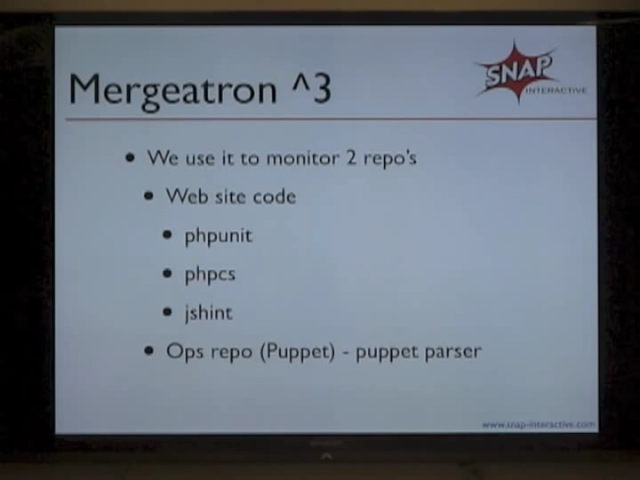 Mergeatron ^3
SNAP
INTERACTIVE
We use it to monitor 2 repo's
Web site code
phpunit
phpcs
jshint
Ops repo (Puppet) - puppet parser
www.snap-interactive.com